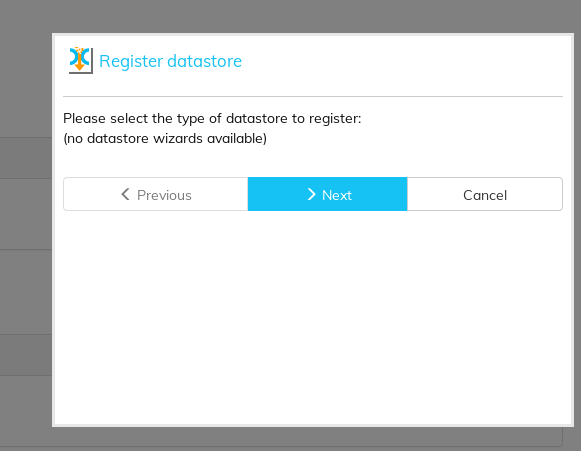 Register datastore
Please select the type of datastore to register:
(no datastore wizards available)
Previous
Next
Cancel